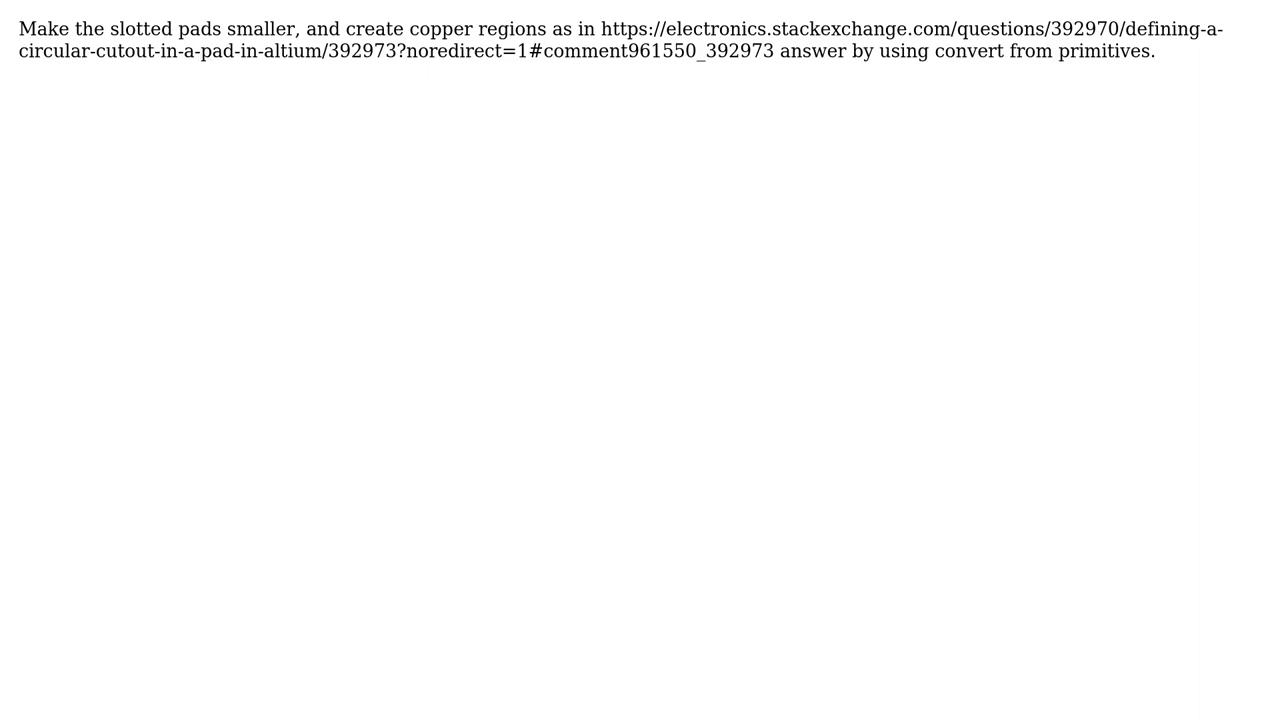 Make the slotted pads smaller, and create copper regions as in https://electronics.stackexchange.com/questions/392970/defining-a-
circular-cutout-in-a-pad-in-altium/392973?noredirect=1#comment961550_392973 answer by using convert from primitives.